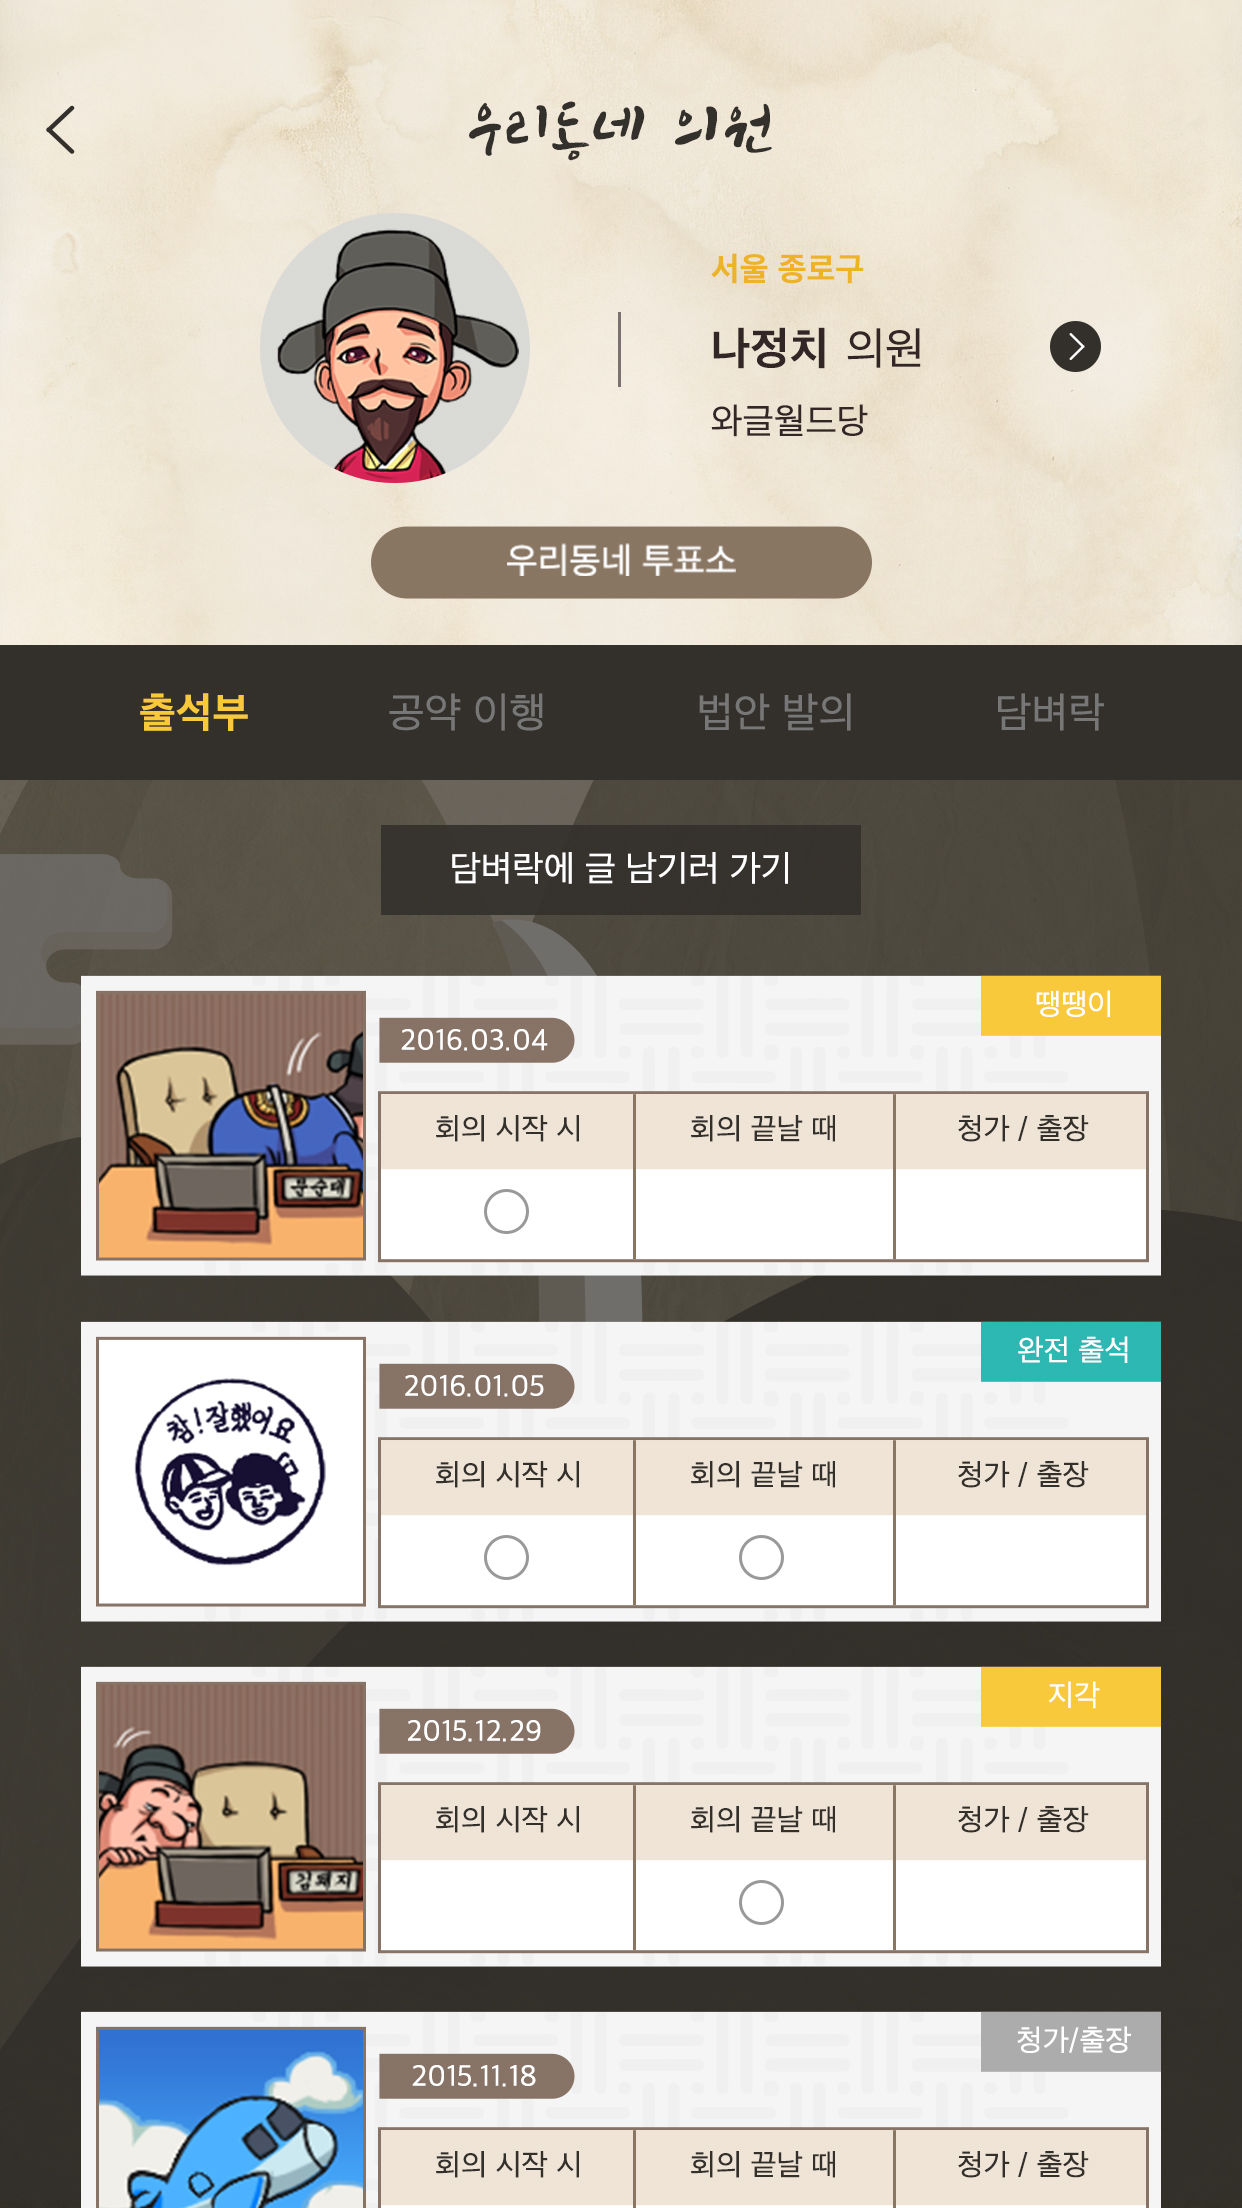 우리동네 의원
서울 종로구
나정치 의원
와글월드당
우리동네 투표소
출석부 공약 이행 법안 발의 담벼락
담벼락에 글 남기러 가기
땡땡이
2016.03.04
회의 시작 시 회의 끝날 때 청가 / 출장
문순대
완전 출석
2016.01.05
참!잘했어요
회의 시작 시 회의 끝날 때 청가 / 출장
지각
2015.12.29
회의 시작 시 회의 끝날 때 청가 / 출장
김돼지
청가/출장
2015.11.18
회의 시작 시 회의 끝날 때 청가 / 출장